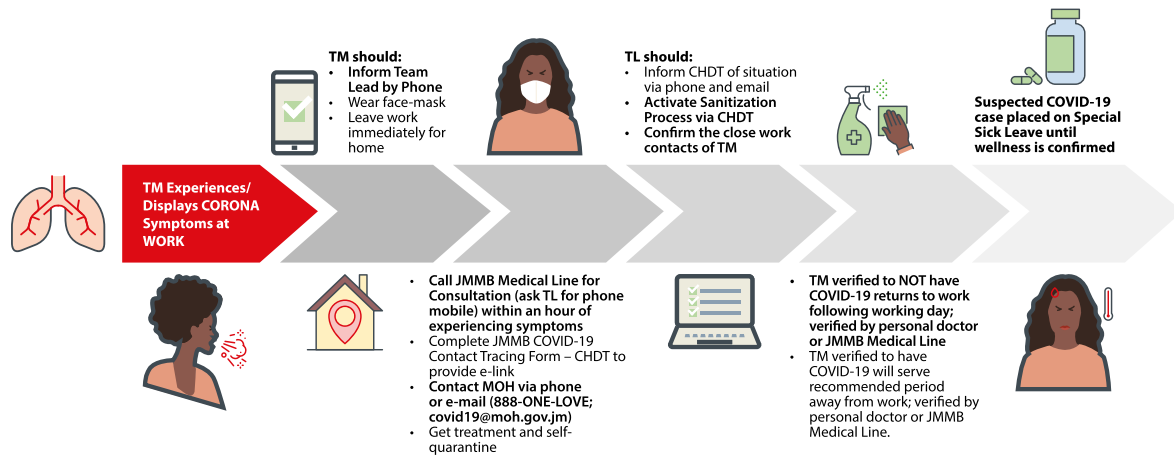 TM Experiences/
Displays CORONA
Symptoms at
WORK
TM should:
• Inform Team
Lead by Phone
• Wear face-mask
• Leave work
immediately for
home
• Call JMMB Medical Line for
Consultation (ask TL for phone
mobile) within an hour of
experiencing symptoms
• Complete JMMB COVID-19
Contact Tracing Form – CHDT to
provide e-link
• Contact MOH via phone
or e-mail (888-ONE-LOVE;
covid19@moh.gov.jm)
• Get treatment and self-
quarantine
TL should:
• Inform CHDT of situation
via phone and email
• Activate Sanitization
Process via CHDT
• Confirm the close work
contacts of TM
• TM verified to NOT have
COVID-19 returns to work
following working day;
verified by personal doctor
or JMMB Medical Line
• TM verified to have
COVID-19 will serve
recommended period
away from work; verified by
personal doctor or JMMB
Medical Line.
Suspected COVID-19
case placed on Special
Sick Leave until
wellness is confirmed